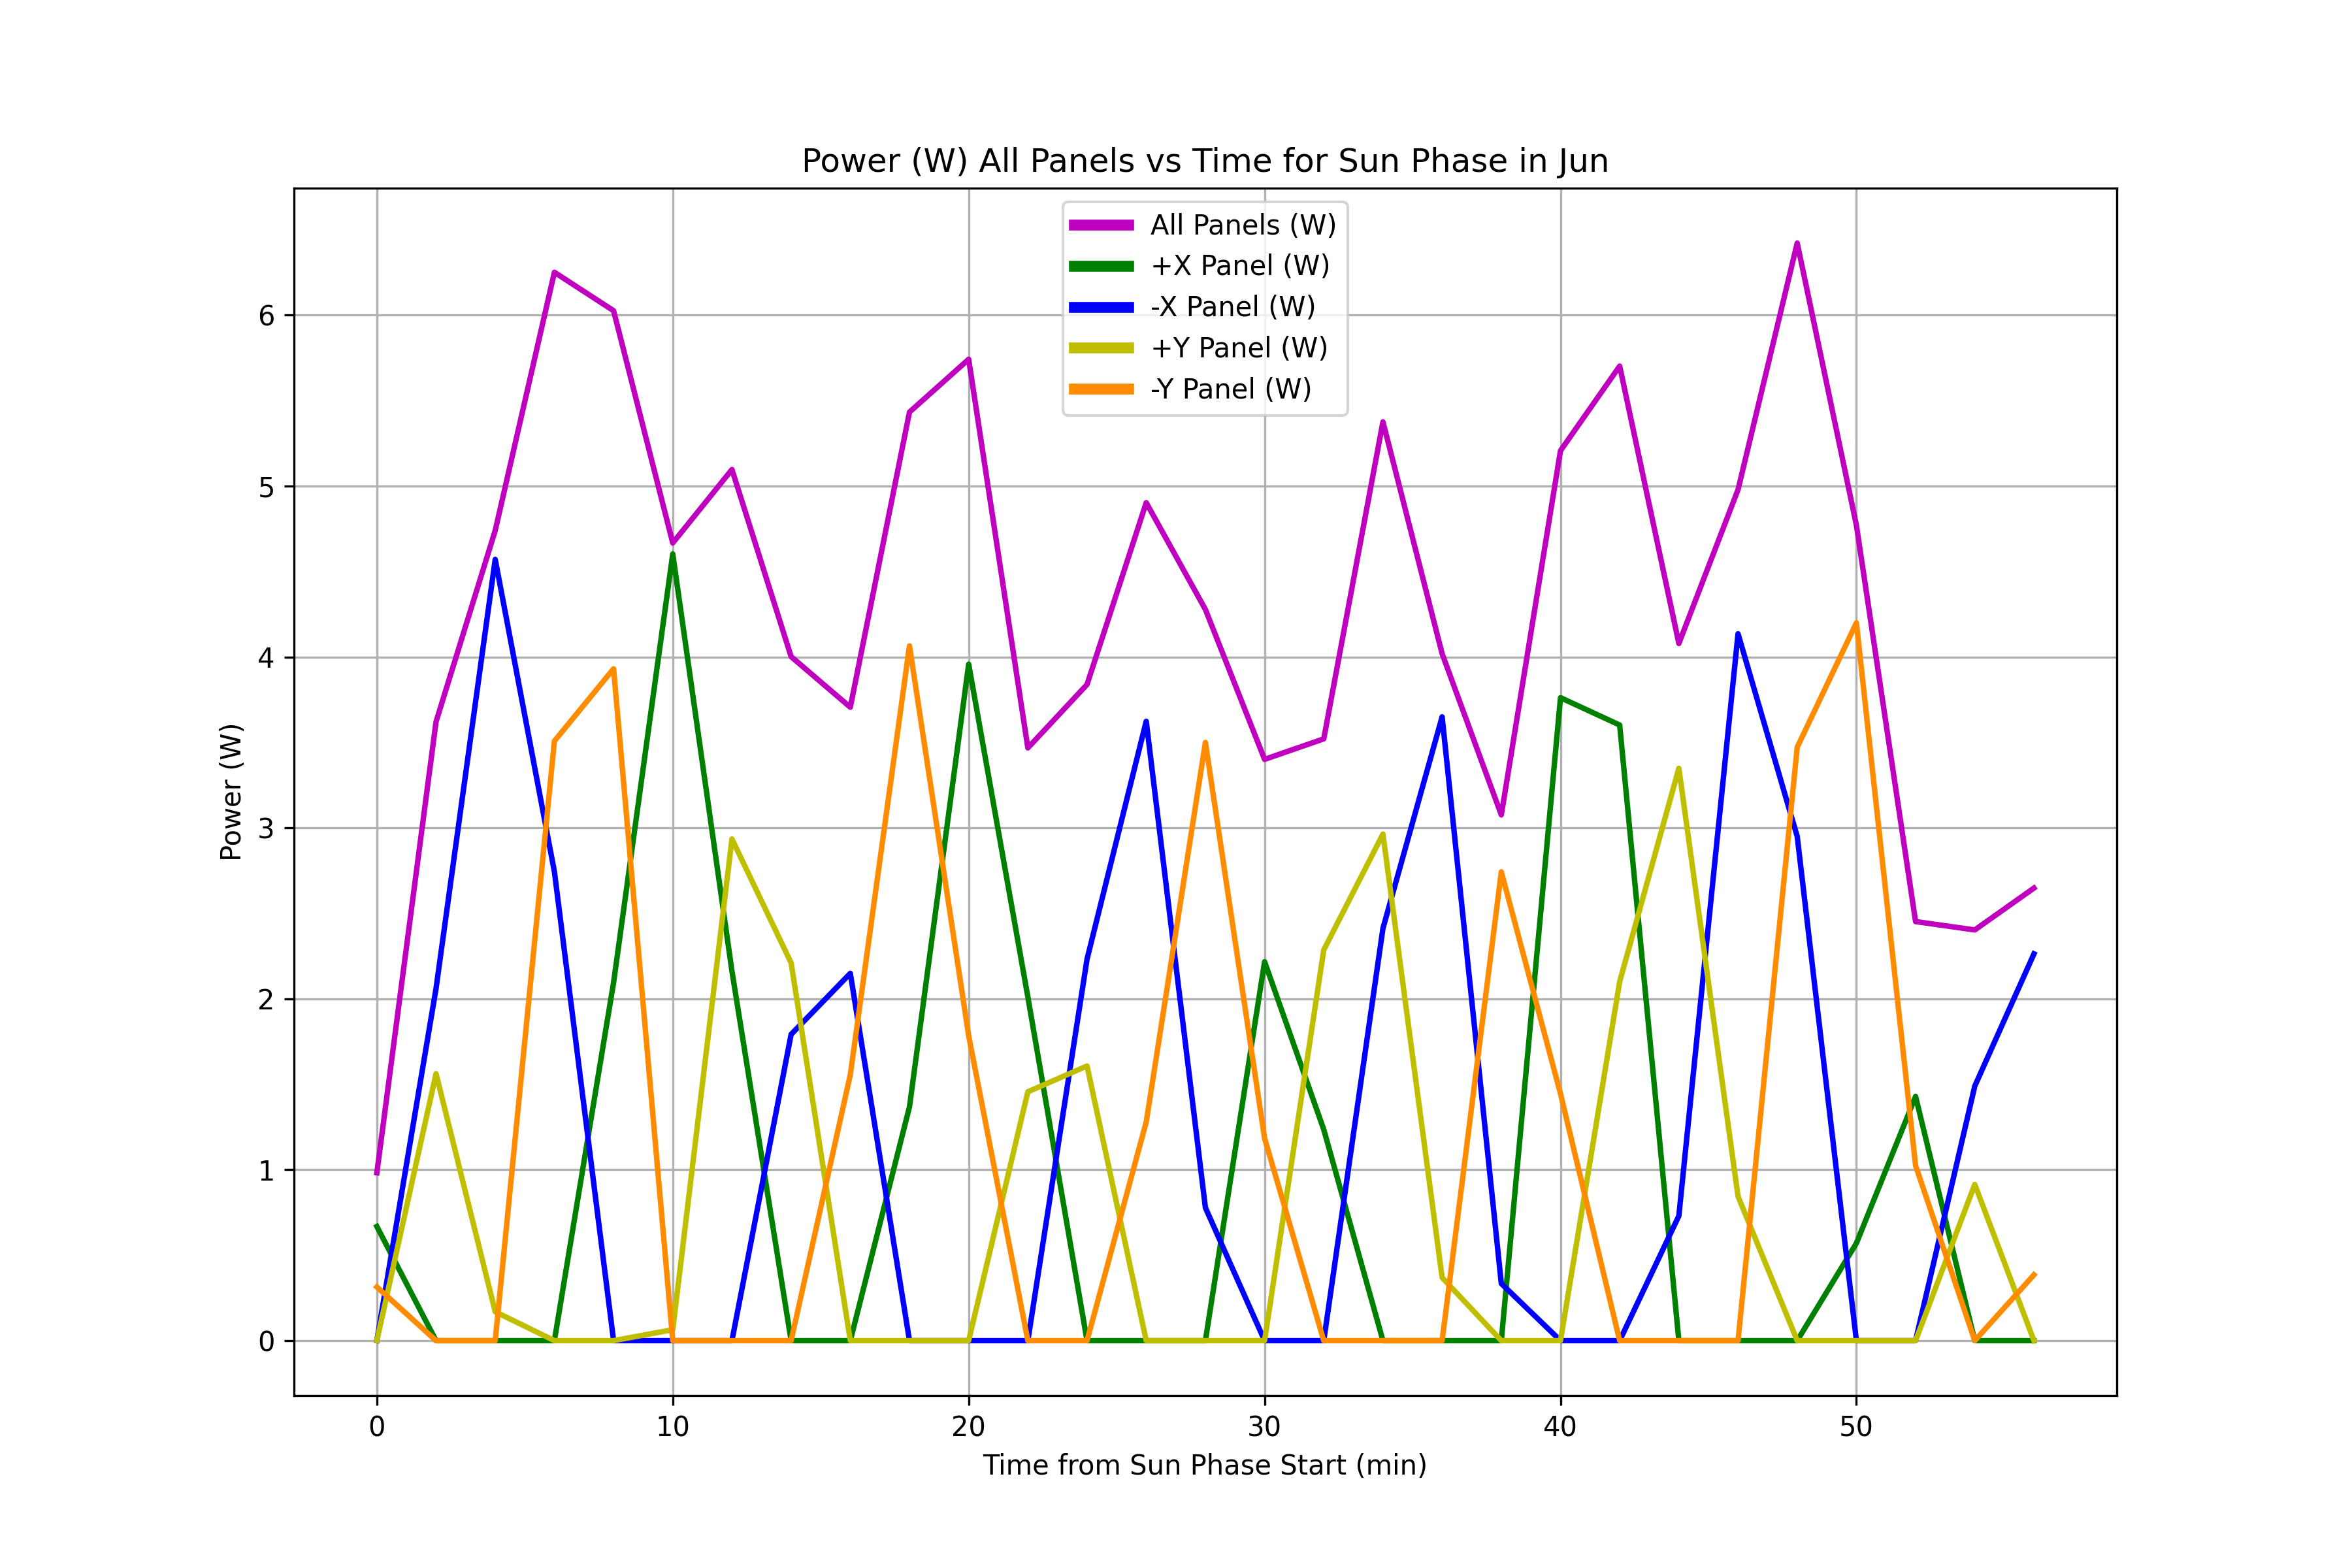 Power (W) All Panels vs Time for Sun Phase in Jun
All Panels (W)
+X Panel (W)
-X Panel (W)
+Y Panel (W)
-Y Panel (W)
Power (W)
6
5
4
3
2
1
0
0 10 20 30 40 50
Time from Sun Phase Start (min)